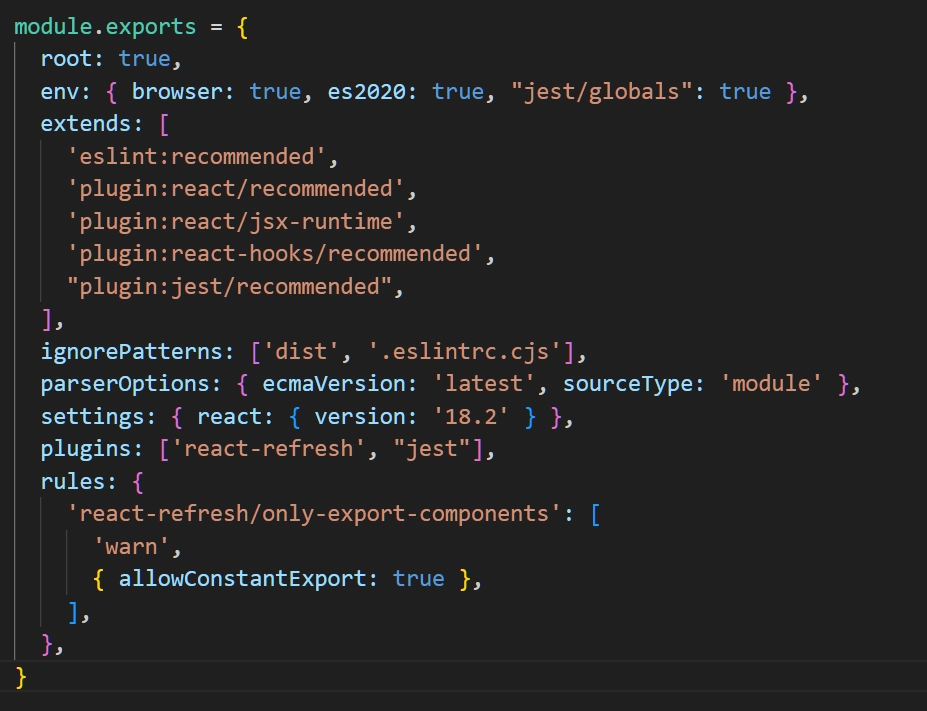 module.exports = {
  root: true,
  env: { browser: true, es2020: true, "jest/globals": true },
  extends: [
    'eslint:recommended',
    'plugin:react/recommended',
    'plugin:react/jsx-runtime',
    'plugin:react-hooks/recommended',
    "plugin:jest/recommended",
  ],
  ignorePatterns: ['dist', '.eslintrc.cjs'],
  parserOptions: { ecmaVersion: 'latest', sourceType: 'module' },
  settings: { react: { version: '18.2' } },
  plugins: ['react-refresh', "jest"],
  rules: {
    'react-refresh/only-export-components': [
      'warn',
      { allowConstantExport: true },
    ],
  },
}